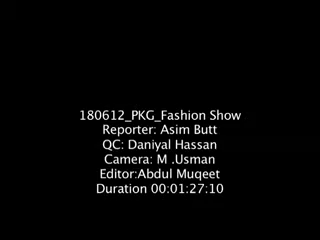 180612_PKG_Fashion Show
Reporter: Asim Butt
QC: Daniyal Hassan
Camera: M .Usman
Editor:Abdul Muqeet
Duration 00:01:27:10